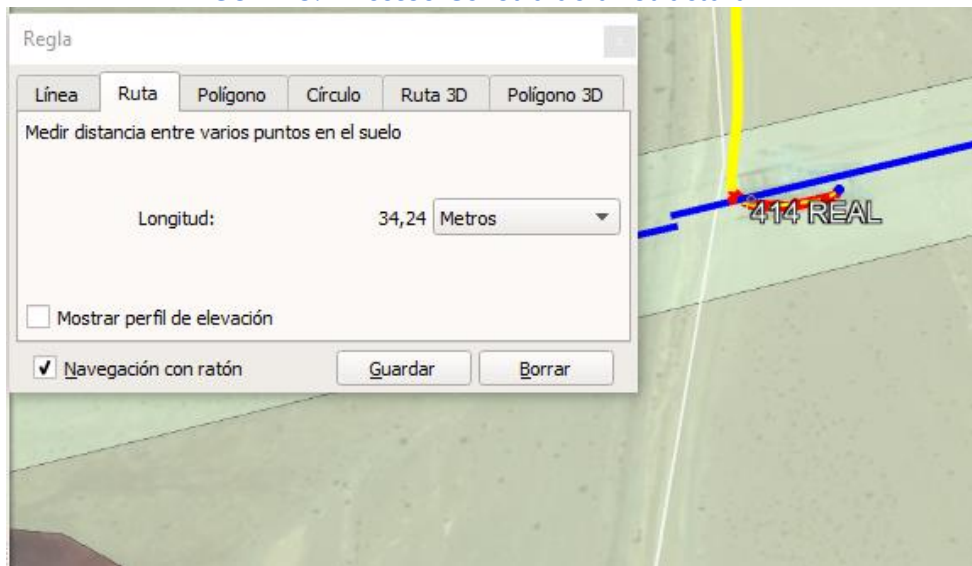 Regla
Línea Ruta Polígono Círculo Ruta 3D Polígono 3D
Medir distancia entre varios puntos en el suelo
Longitud: 34,24 Metros
Mostrar perfil de elevación
Navegación con ratón Guardar Borrar
414 REAL